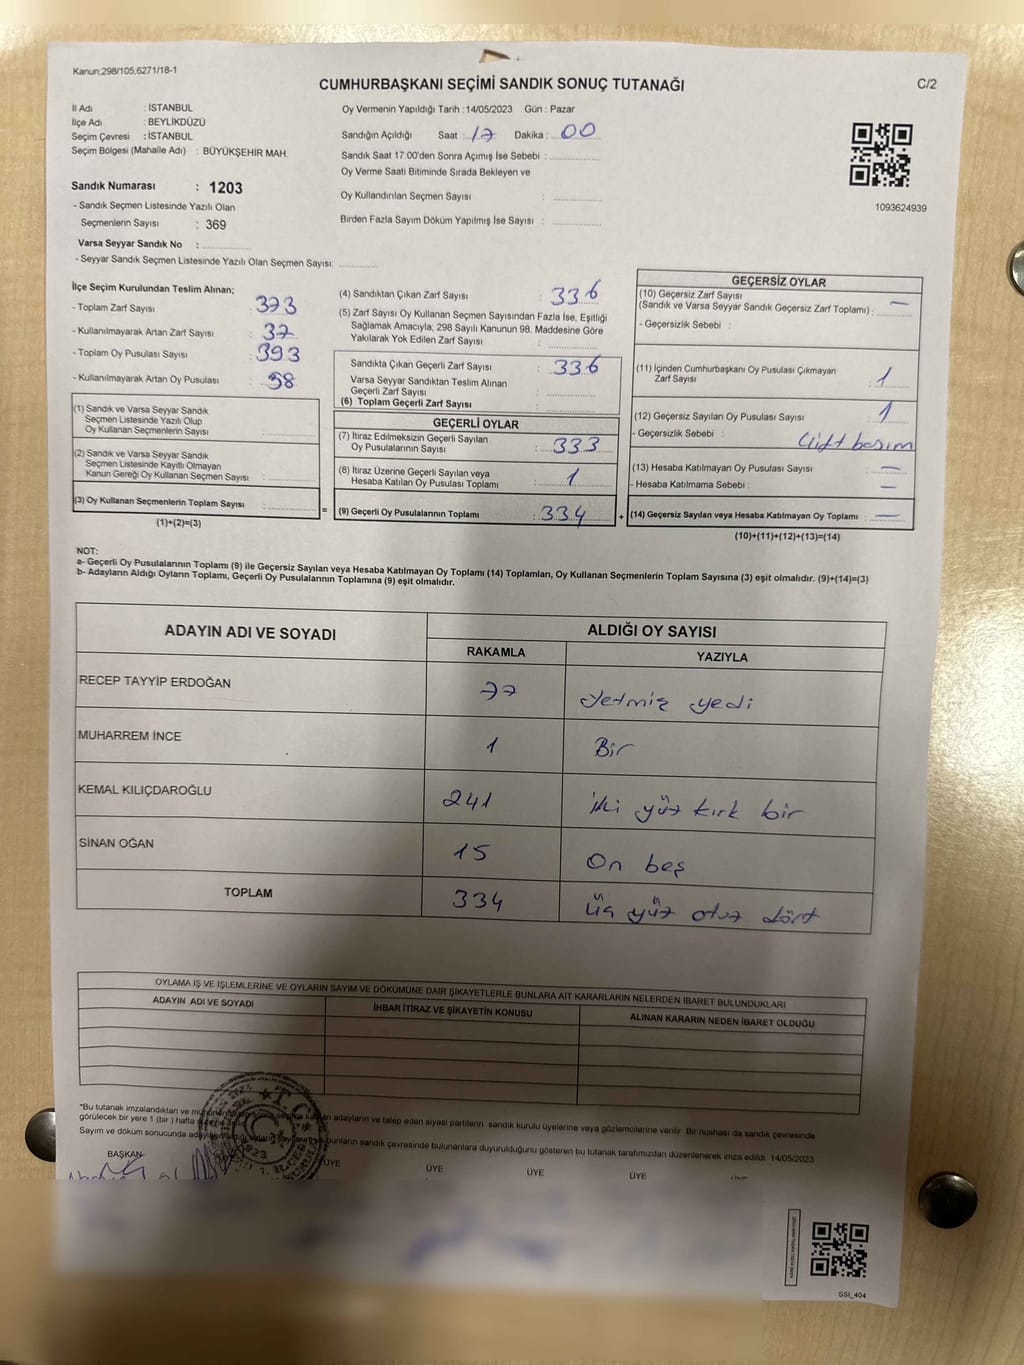 Kanun;298/105;6271/18-1
CUMHURBAŞKANI SEÇİMİ SANDIK SONUÇ TUTANAĞI
C/2
İl Adı : İSTANBUL
İlçe Adı : BEYLİKDÜZÜ
Seçim Çevresi : İSTANBUL
Seçim Bölgesi (Mahalle Adı) : BÜYÜKŞEHİR MAH.
Sandık Numarası : 1203
- Sandık Seçmen Listesinde Yazılı Olan
Seçmenlerin Sayısı : 369
Varsa Seyyar Sandık No :
- Seyyar Sandık Seçmen Listesinde Yazılı Olan Seçmen Sayısı:
Oy Vermenin Yapıldığı Tarih : 14/05/2023 Gün : Pazar
Sandığın Açıldığı Saat : 17 Dakika : 00
Sandık Saat 17:00'den Sonra Açımış İse Sebebi :
Oy Verme Saati Bitiminde Sırada Bekleyen ve
Oy Kullandırılan Seçmen Sayısı :
Birden Fazla Sayım Döküm Yapılmış İse Sayısı :
1093624939
İlçe Seçim Kurulundan Teslim Alınan;
- Toplam Zarf Sayısı : 373
- Kullanılmayarak Artan Zarf Sayısı : 37
- Toplam Oy Pusulası Sayısı : 393
- Kullanılmayarak Artan Oy Pusulası : 58
(1) Sandık ve Varsa Seyyar Sandık
Seçmen Listesinde Yazılı Olup
Oy Kullanan Seçmenlerin Sayısı :
(2) Sandık ve Varsa Seyyar Sandık
Seçmen Listesinde Kayıtlı Olmayan
Kanun Gereği Oy Kullanan Seçmen Sayısı :
(3) Oy Kullanan Seçmenlerin Toplam Sayısı :
(1)+(2)=(3)
=
(4) Sandıktan Çıkan Zarf Sayısı : 336
(5) Zarf Sayısı Oy Kullanan Seçmen Sayısından Fazla İse, Eşitliği
Sağlamak Amacıyla, 298 Sayılı Kanunun 98. Maddesine Göre
Yakılarak Yok Edilen Zarf Sayısı :
Sandıkta Çıkan Geçerli Zarf Sayısı : 336
Varsa Seyyar Sandıktan Teslim Alınan
Geçerli Zarf Sayısı :
(6) Toplam Geçerli Zarf Sayısı :
GEÇERLİ OYLAR
(7) İtiraz Edilmeksizin Geçerli Sayılan
Oy Pusulalarının Sayısı : 333
(8) İtiraz Üzerine Geçerli Sayılan veya
Hesaba Katılan Oy Pusulası Toplamı : 1
(9) Geçerli Oy Pusulalarının Toplamı : 334
+
GEÇERSİZ OYLAR
(10) Geçersiz Zarf Sayısı
(Sandık ve Varsa Seyyar Sandık Geçersiz Zarf Toplamı) : —
- Geçersizlik Sebebi :
(11) İçinden Cumhurbaşkanı Oy Pusulası Çıkmayan
Zarf Sayısı : 1
(12) Geçersiz Sayılan Oy Pusulası Sayısı : 1
- Geçersizlik Sebebi : Çift basım
(13) Hesaba Katılmayan Oy Pusulası Sayısı : —
- Hesaba Katılmama Sebebi : —
(14) Geçersiz Sayılan veya Hesaba Katılmayan Oy Toplamı : —
(10)+(11)+(12)+(13)=(14)
NOT:
a- Geçerli Oy Pusulalarının Toplamı (9) ile Geçersiz Sayılan veya Hesaba Katılmayan Oy Toplamı (14) Toplamları, Oy Kullanan Seçmenlerin Toplam Sayısına (3) eşit olmalıdır. (9)+(14)=(3)
b- Adayların Aldığı Oyların Toplamı, Geçerli Oy Pusulalarının Toplamına (9) eşit olmalıdır.
ADAYIN ADI VE SOYADI
ALDIĞI OY SAYISI
RAKAMLA YAZIYLA
RECEP TAYYİP ERDOĞAN 77 Yetmiş yedi
MUHARREM İNCE 1 Bir
KEMAL KILIÇDAROĞLU 241 iki yüz kırk bir
SİNAN OĞAN 15 On beş
TOPLAM 334 Üç yüz otuz dört
OYLAMA İŞ VE İŞLEMLERİNE VE OYLARIN SAYIM VE DÖKÜMÜNE DAİR ŞİKAYETLERLE BUNLARA AİT KARARLARIN NELERDEN İBARET BULUNDUKLARI
ADAYIN ADI VE SOYADI İHBAR İTİRAZ VE ŞİKAYETİN KONUSU ALINAN KARARIN NEDEN İBARET OLDUĞU
*Bu tutanak imzalandıktan ve adayların ve talep eden siyasi partilerin sandık kurulu üyelerine veya gözlemcilerine verilir. Bir nüshası da sandık çevresinde
görülecek bir yere 1 (bir) hafta
Sayım ve döküm sonucunda bunların sandık çevresinde bulunanlara duyurulduğunu gösteren bu tutanak tarafımızdan düzenlenerek imza edildi. 14/05/2023
BAŞKAN ÜYE ÜYE ÜYE ÜYE
SSİ_404